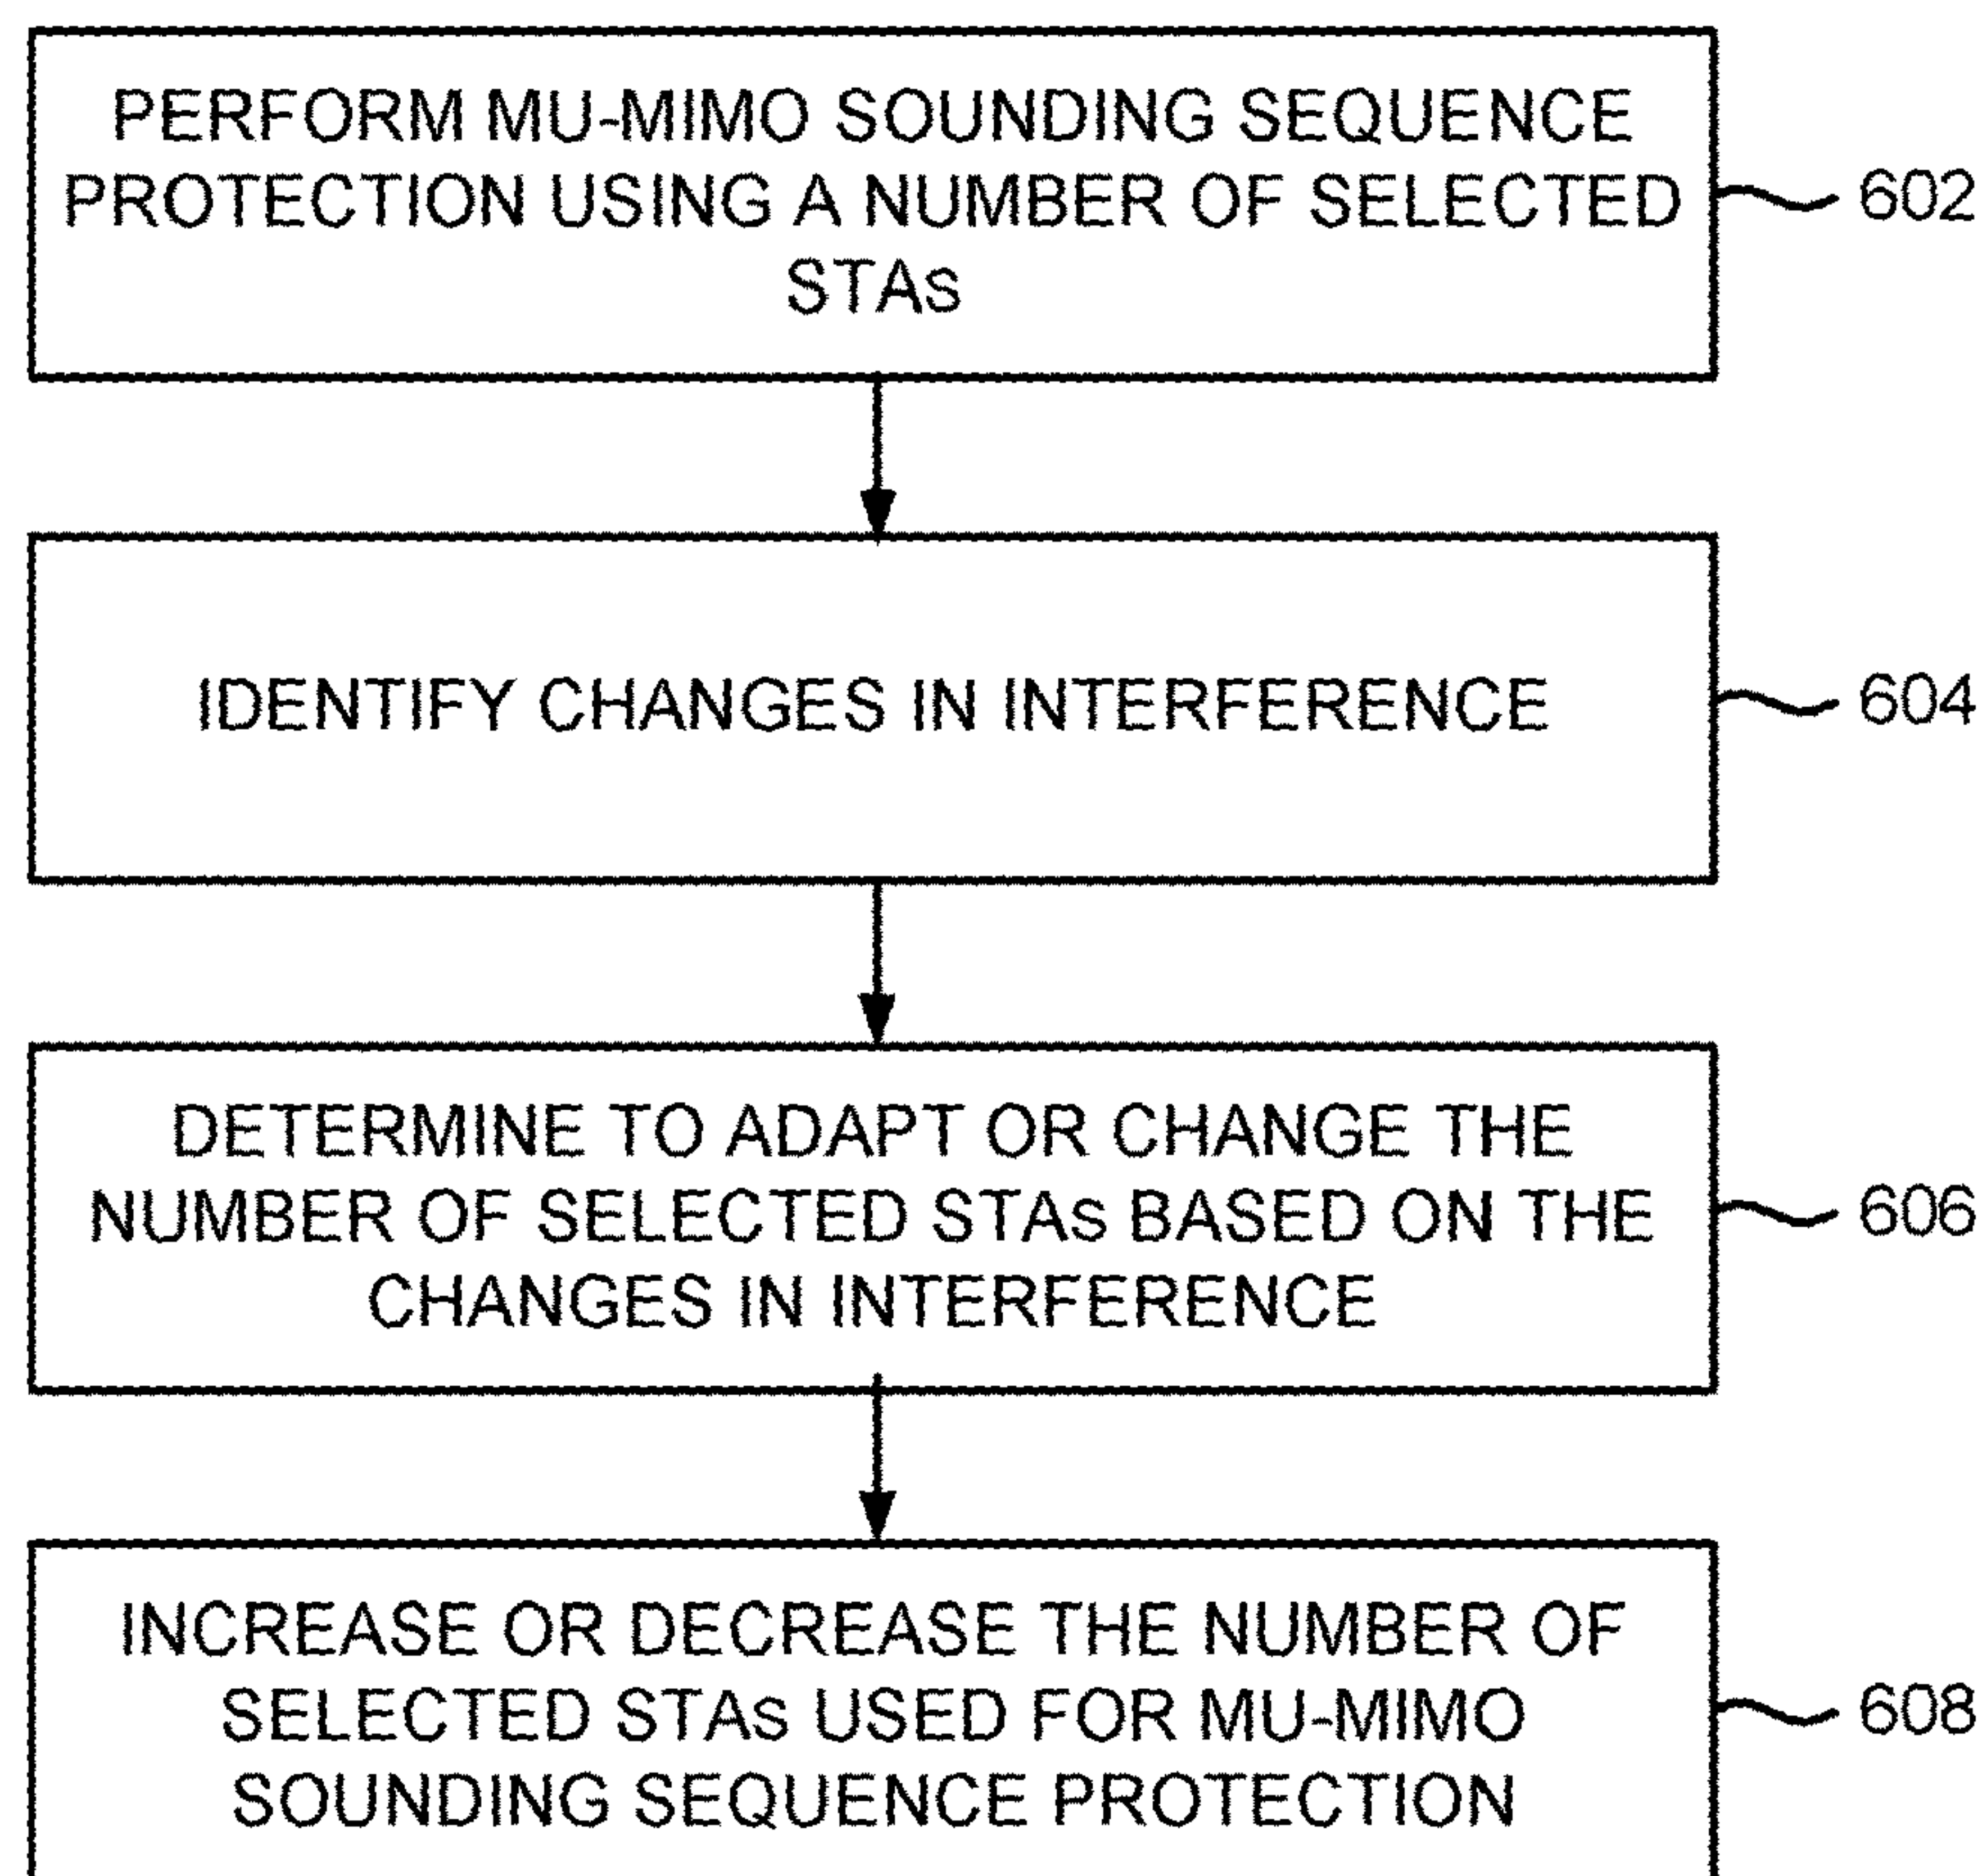 PERFORM MU-MIMO SOUNDING SEQUENCE
PROTECTION USING A NUMBER OF SELECTED
STAs
602
IDENTIFY CHANGES IN INTERFERENCE
604
DETERMINE TO ADAPT OR CHANGE THE
NUMBER OF SELECTED STAs BASED ON THE
CHANGES IN INTERFERENCE
606
INCREASE OR DECREASE THE NUMBER OF
SELECTED STAs USED FOR MU-MIMO
SOUNDING SEQUENCE PROTECTION
608